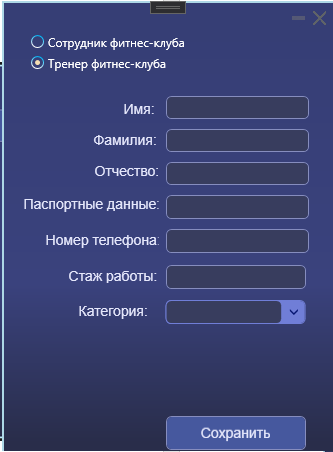 Сотрудник фитнес-клуба
Тренер фитнес-клуба
Имя:
Фамилия:
Отчество:
Паспортные данные:
Номер телефона:
Стаж работы:
Категория:
Сохранить